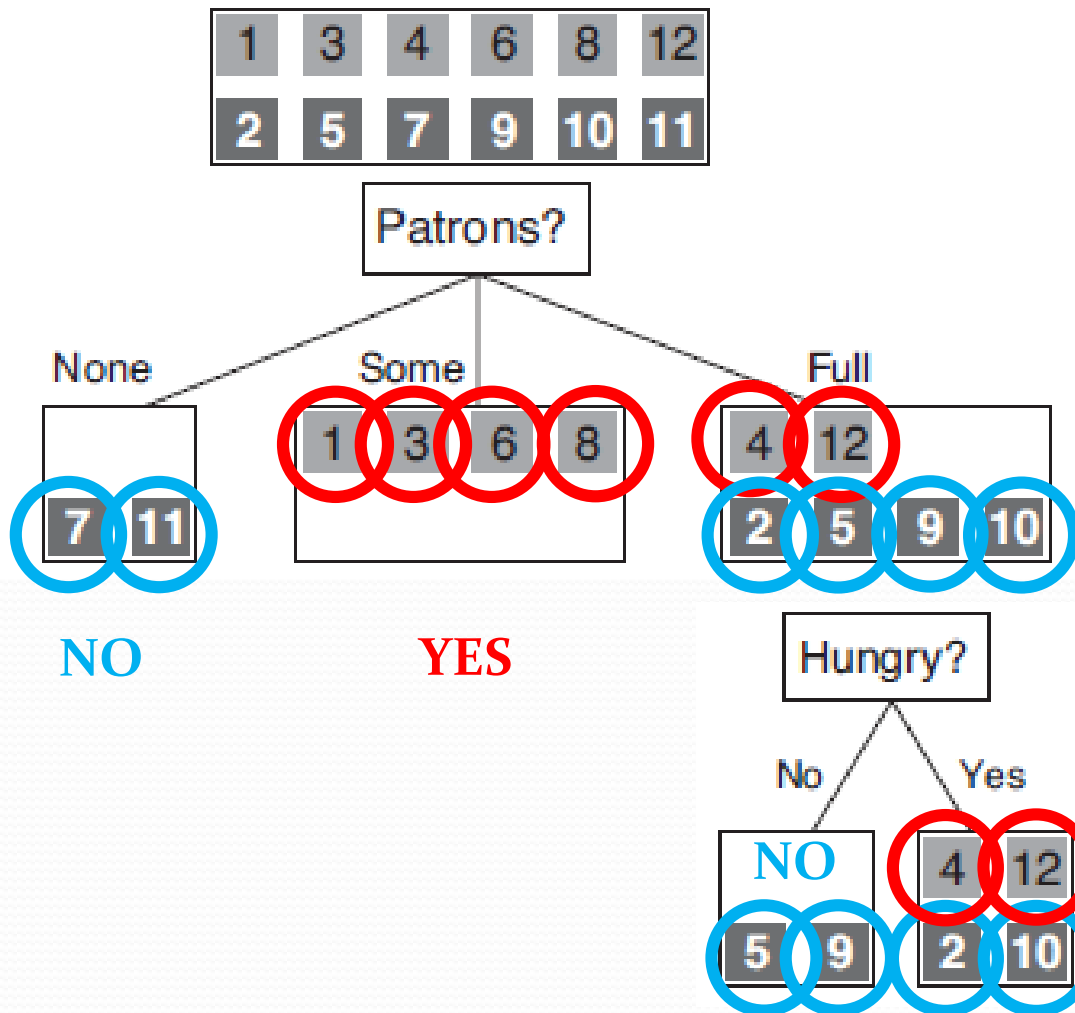 1 3 4 6 8 12
2 5 7 9 10 11
Patrons?
None Some Full
1 3 6 8 4 12
7 11 2 5 9 10
NO YES Hungry?
No Yes
NO 4 12
5 9 2 10